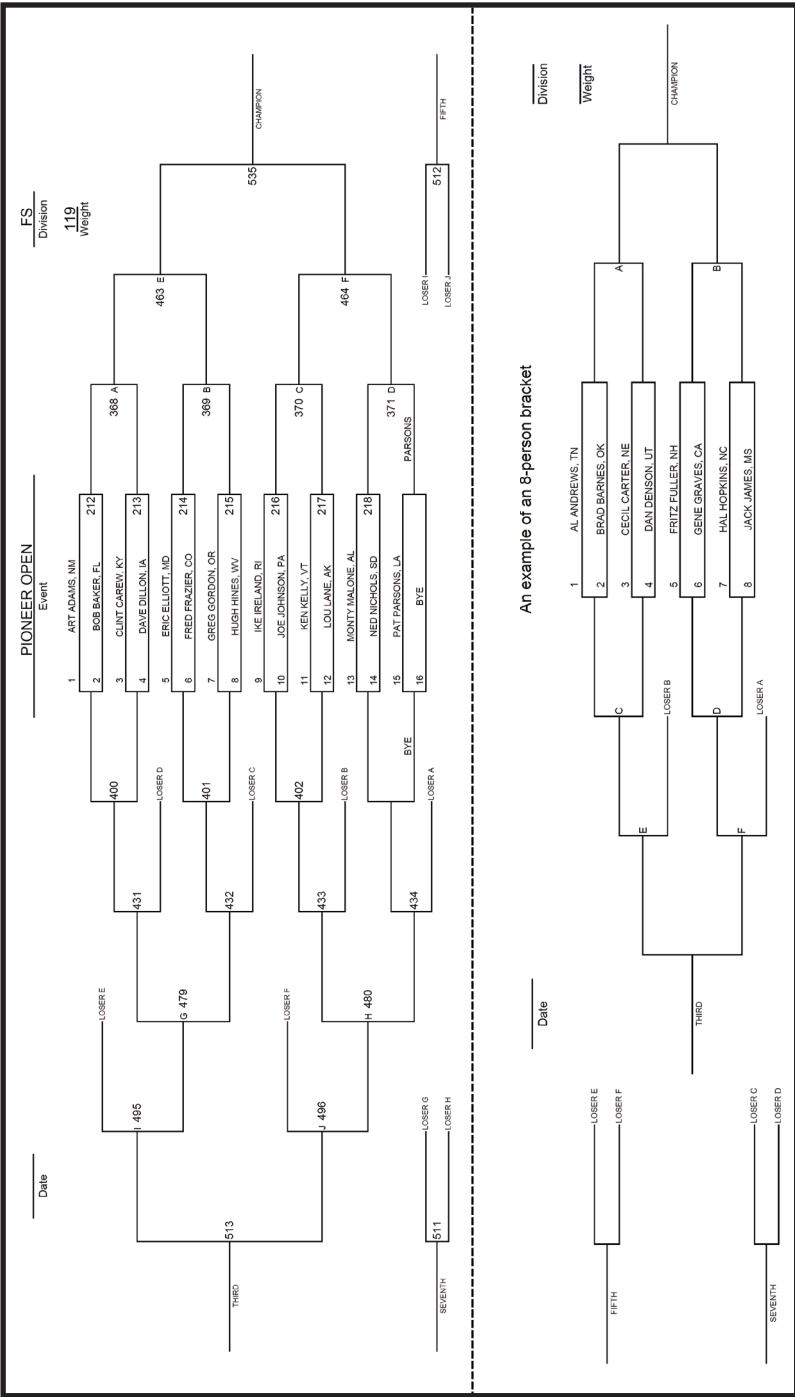 PIONEER OPEN
Event
FS
Division
119
Weight
Date
1 ART ADAMS, NM
2 BOB BAKER, FL
212
3 CLINT CAREW, KY
4 DAVE DILLON, IA
213
5 ERIC ELLIOTT, MD
6 FRED FRAZIER, CO
214
7 GREG GORDON, OR
8 HUGH HINES, WV
215
9 IKE IRELAND, RI
10 JOE JOHNSON, PA
216
11 KEN KELLY, VT
12 LOU LANE, AK
217
13 MONTY MALONE, AL
14 NED NICHOLS, SD
218
15 PAT PARSONS, LA
16 BYE
PARSONS
BYE
368 A
369 B
370 C
371 D
463 E
464 F
535
CHAMPION
LOSER I
LOSER J
512
FIFTH
400
LOSER D
401
LOSER C
402
LOSER B
LOSER A
431
432
433
434
LOSER E
G 479
LOSER F
H 480
I 495
J 496
513
THIRD
LOSER G
LOSER H
511
SEVENTH
An example of an 8-person bracket
Division
Weight
Date
1 AL ANDREWS, TN
2 BRAD BARNES, OK
3 CECIL CARTER, NE
4 DAN DENSON, UT
5 FRITZ FULLER, NH
6 GENE GRAVES, CA
7 HAL HOPKINS, NC
8 JACK JAMES, MS
A
B
CHAMPION
C
LOSER B
D
LOSER A
E
F
THIRD
LOSER E
LOSER F
FIFTH
LOSER C
LOSER D
SEVENTH